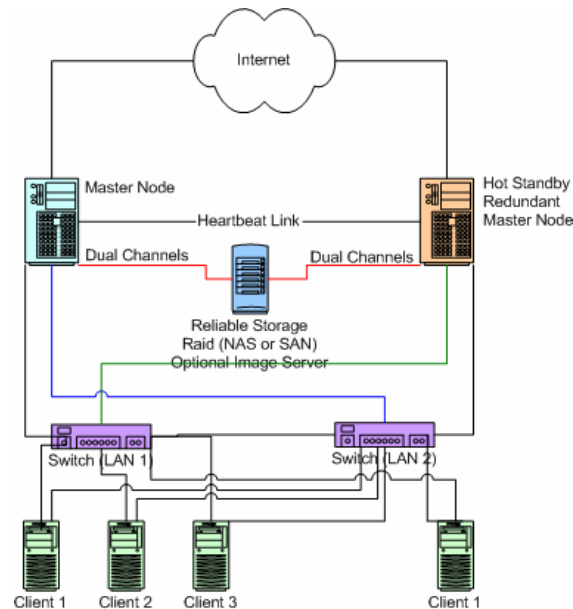 Internet
Master Node
Hot Standby
Redundant
Master Node
Heartbeat Link
Dual Channels
Dual Channels
Reliable Storage
Raid (NAS or SAN)
Optional Image Server
Switch (LAN 1)
Switch (LAN 2)
Client 1
Client 2
Client 3
Client 1